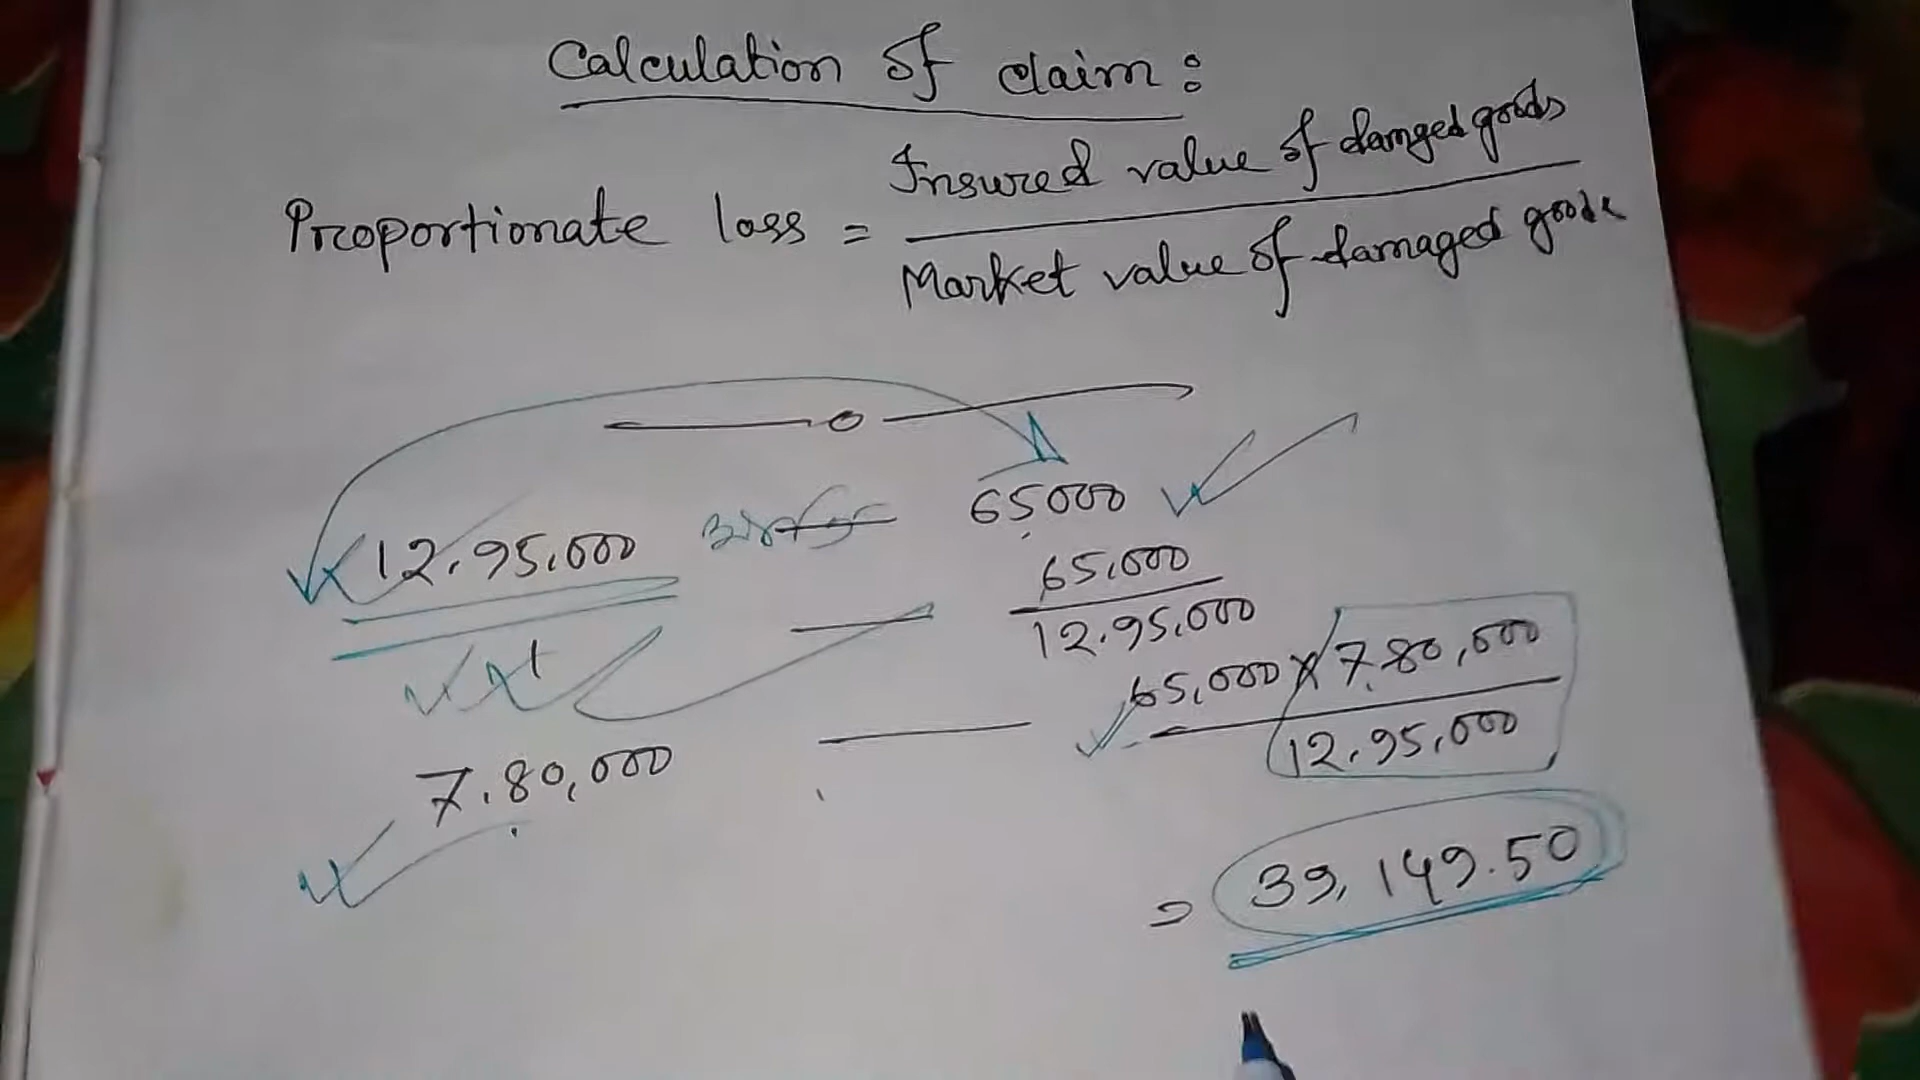 Calculation of claim:
Proportionate loss = Insured value of damged goods
Market value of damaged goods
12,95,000 65000
65,000
12,95,000
7,80,000 65,000 X 7,80,000
12,95,000
= 39,149.50